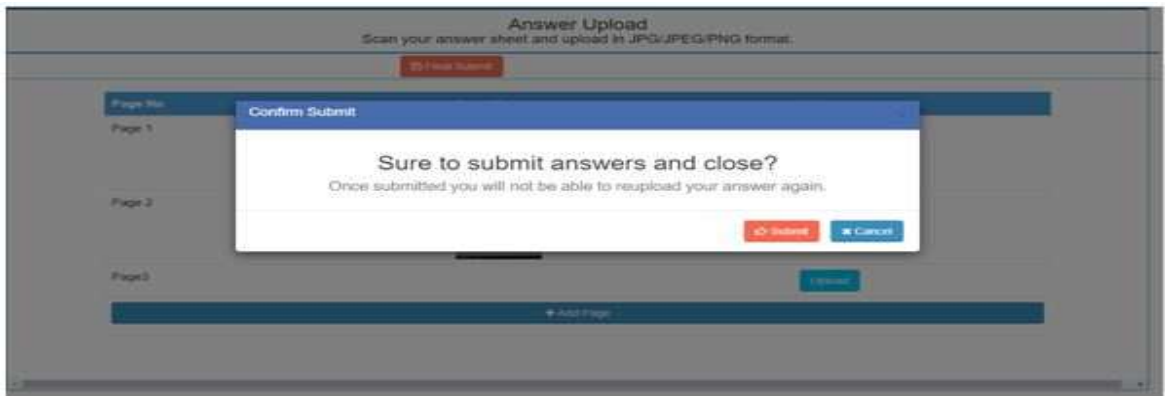 Answer Upload
Scan your answer sheet and upload in JPG/JPEG/PNG format.
Final Submit
Page No.
Confirm Submit
Page 1
Sure to submit answers and close?
Once submitted you will not be able to reupload your answer again.
Page 2
Submit
Cancel
Page3
Upload
+ Add Page